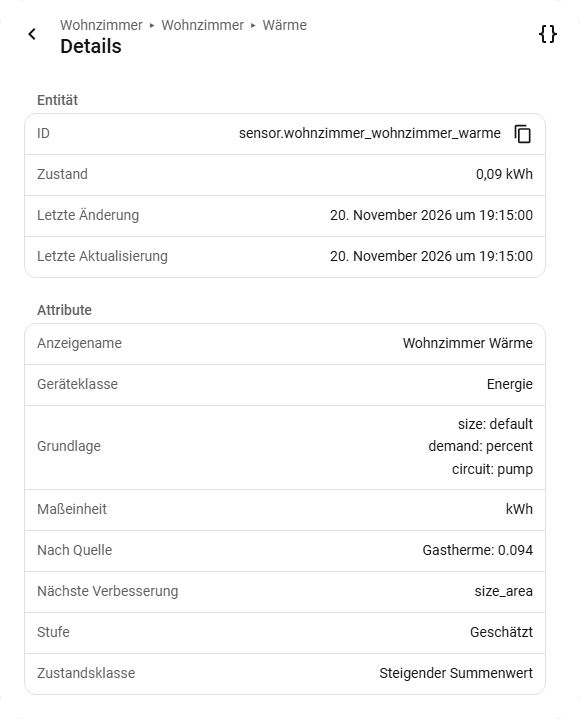 Wohnzimmer ▸ Wohnzimmer ▸ Wärme
Details
{}
Entität
ID sensor.wohnzimmer_wohnzimmer_warme
Zustand 0,09 kWh
Letzte Änderung 20. November 2026 um 19:15:00
Letzte Aktualisierung 20. November 2026 um 19:15:00
Attribute
Anzeigename Wohnzimmer Wärme
Geräteklasse Energie
Grundlage size: default
demand: percent
circuit: pump
Maßeinheit kWh
Nach Quelle Gastherme: 0.094
Nächste Verbesserung size_area
Stufe Geschätzt
Zustandsklasse Steigender Summenwert